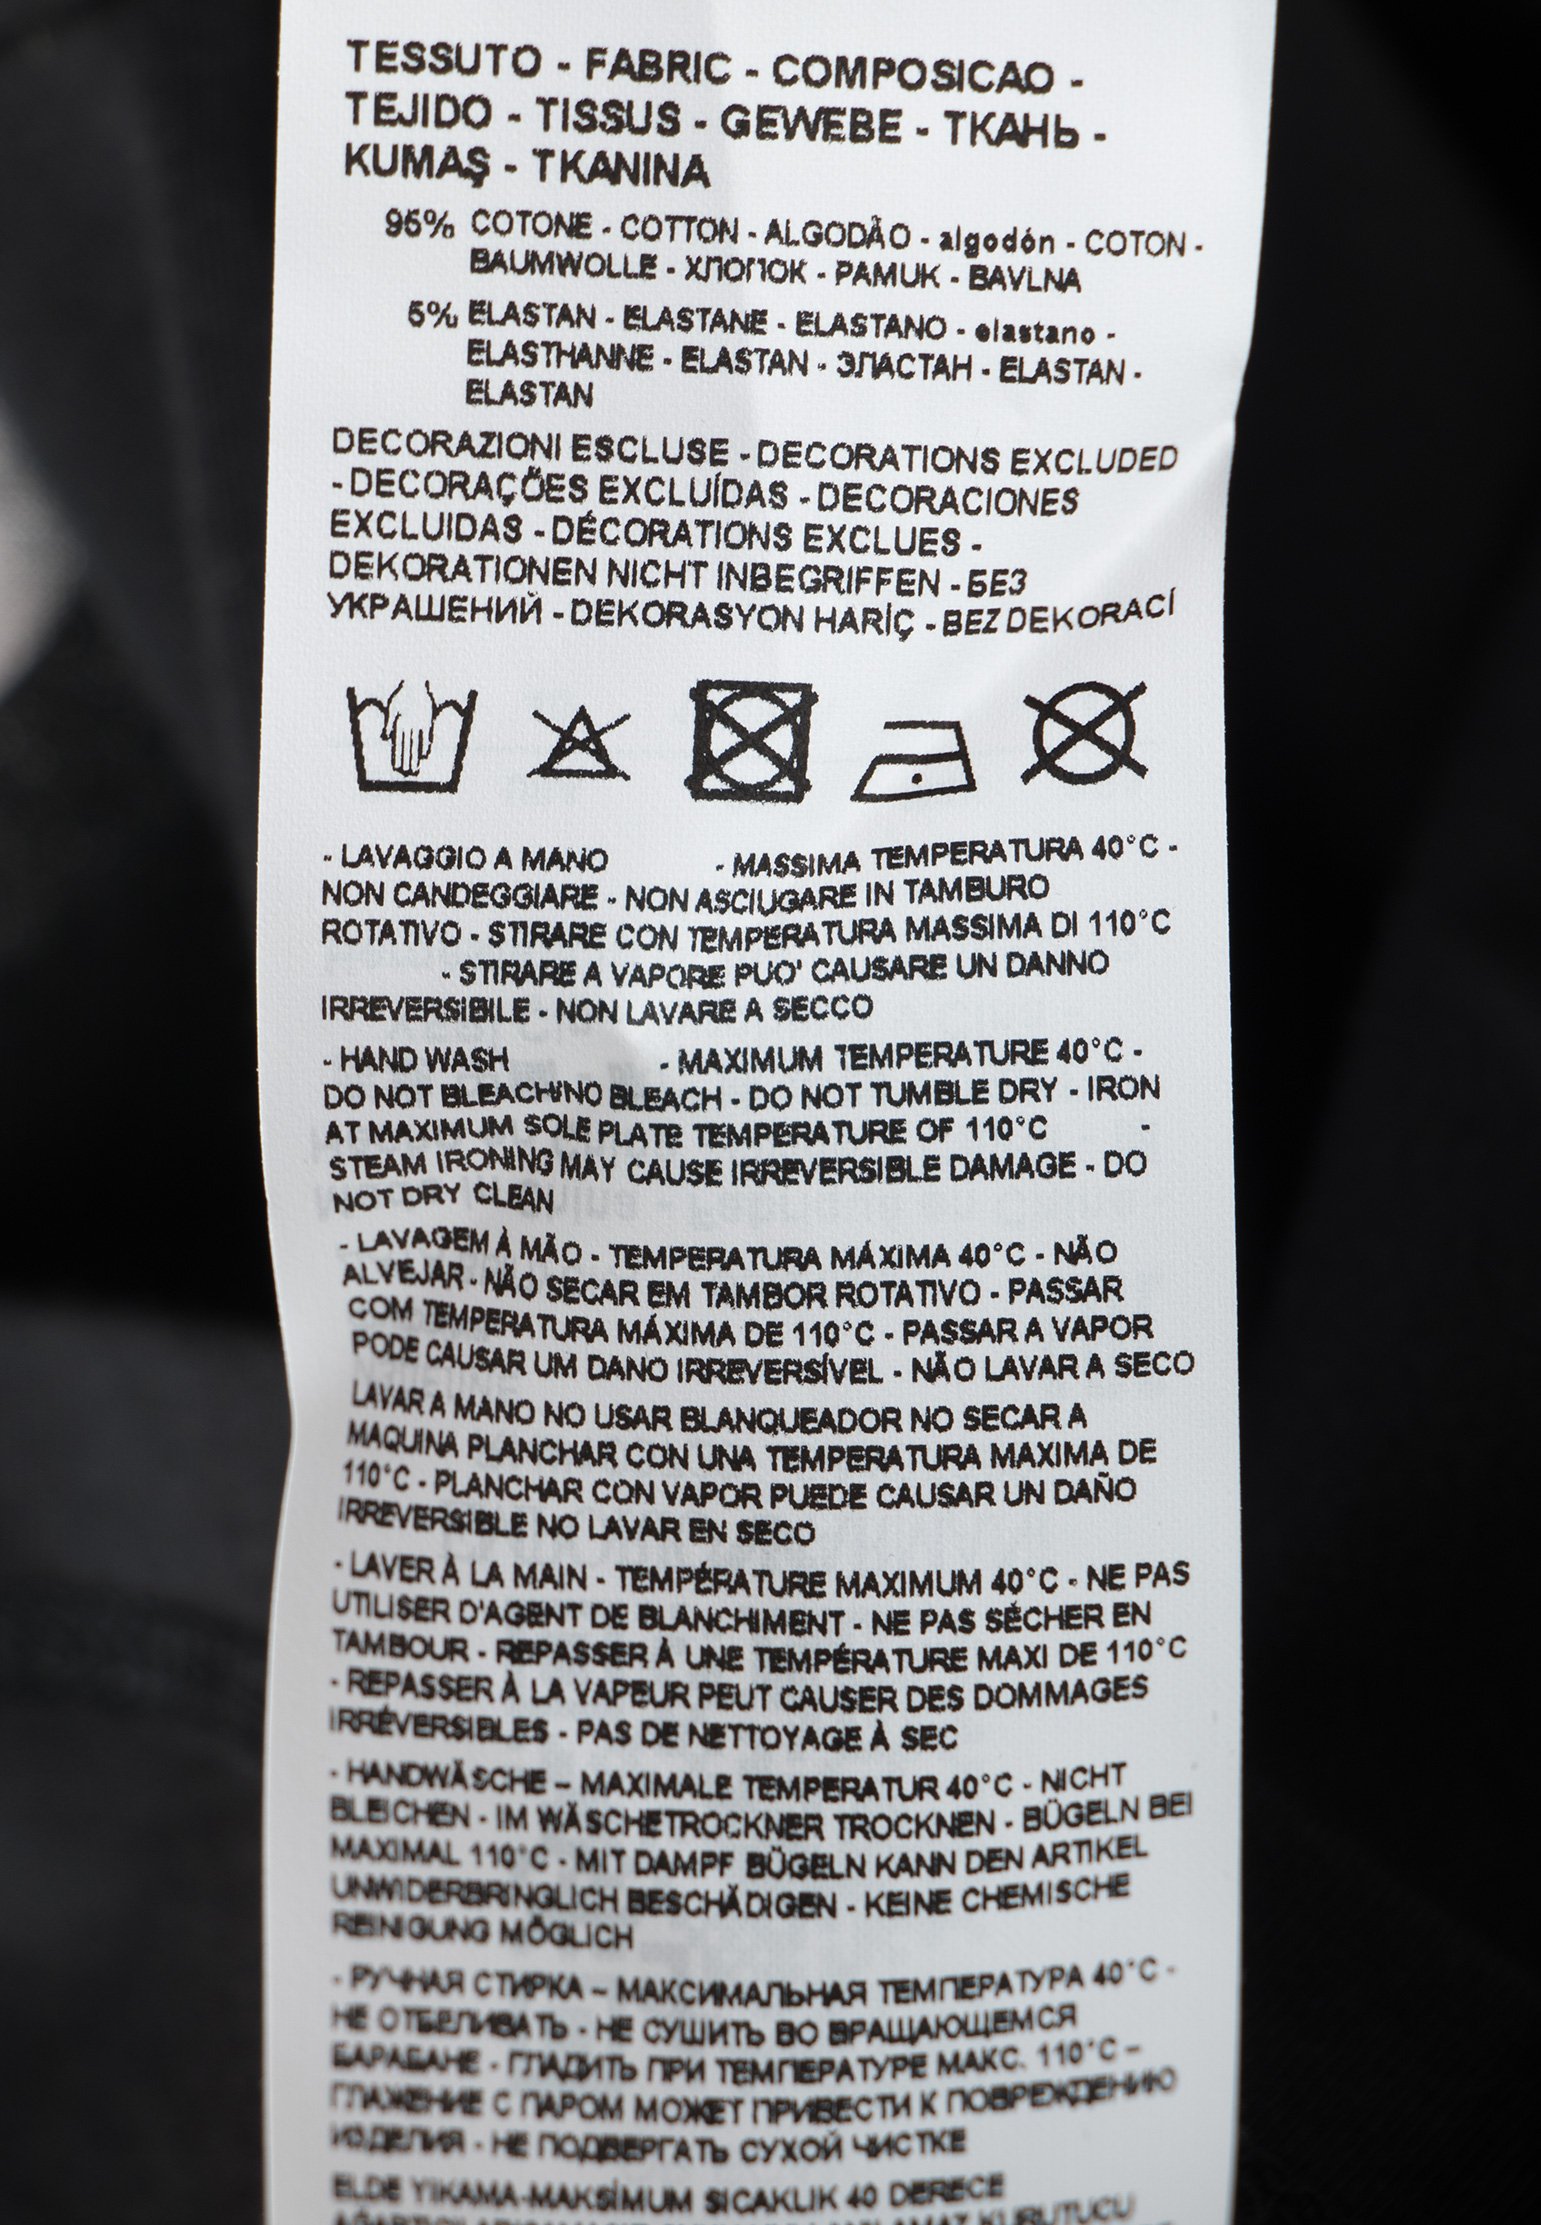 TESSUTO - FABRIC - COMPOSICAO -
TEJIDO - TISSUS - GEWEBE - ТКАНЬ -
KUMAŞ - TKANINA
95% COTONE - COTTON - ALGODÃO - algodón - COTON -
BAUMWOLLE - ХЛОПОК - PAMUK - BAVLNA
5% ELASTAN - ELASTANE - ELASTANO - elastano -
ELASTHANNE - ELASTAN - ЭЛАСТАН - ELASTAN -
ELASTAN
DECORAZIONI ESCLUSE - DECORATIONS EXCLUDED
- DECORAÇÕES EXCLUÍDAS - DECORACIONES
EXCLUIDAS - DÉCORATIONS EXCLUES -
DEKORATIONEN NICHT INBEGRIFFEN - БЕЗ
УКРАШЕНИЙ - DEKORASYON HARİÇ - BEZ DEKORACÍ
- LAVAGGIO A MANO - MASSIMA TEMPERATURA 40°C -
NON CANDEGGIARE - NON ASCIUGARE IN TAMBURO
ROTATIVO - STIRARE CON TEMPERATURA MASSIMA DI 110°C
- STIRARE A VAPORE PUO' CAUSARE UN DANNO
IRREVERSIBILE - NON LAVARE A SECCO
- HAND WASH - MAXIMUM TEMPERATURE 40°C -
DO NOT BLEACHINO BLEACH - DO NOT TUMBLE DRY - IRON
AT MAXIMUM SOLE PLATE TEMPERATURE OF 110°C -
STEAM IRONING MAY CAUSE IRREVERSIBLE DAMAGE - DO
NOT DRY CLEAN
- LAVAGEM À MÃO - TEMPERATURA MÁXIMA 40°C - NÃO
ALVEJAR - NÃO SECAR EM TAMBOR ROTATIVO - PASSAR
COM TEMPERATURA MÁXIMA DE 110°C - PASSAR A VAPOR
PODE CAUSAR UM DANO IRREVERSÍVEL - NÃO LAVAR A SECO
LAVAR A MANO NO USAR BLANQUEADOR NO SECAR A
MAQUINA PLANCHAR CON UNA TEMPERATURA MAXIMA DE
110°C - PLANCHAR CON VAPOR PUEDE CAUSAR UN DAÑO
IRREVERSIBLE NO LAVAR EN SECO
- LAVER À LA MAIN - TEMPÉRATURE MAXIMUM 40°C - NE PAS
UTILISER D'AGENT DE BLANCHIMENT - NE PAS SÉCHER EN
TAMBOUR - REPASSER À UNE TEMPÉRATURE MAXI DE 110°C
- REPASSER À LA VAPEUR PEUT CAUSER DES DOMMAGES
IRRÉVERSIBLES - PAS DE NETTOYAGE À SEC
- HANDWÄSCHE – MAXIMALE TEMPERATUR 40°C - NICHT
BLEICHEN - IM WÄSCHETROCKNER TROCKNEN - BÜGELN BEI
MAXIMAL 110°C - MIT DAMPF BÜGELN KANN DEN ARTIKEL
UNWIDERBRINGLICH BESCHÄDIGEN - KEINE CHEMISCHE
REINIGUNG MÖGLICH
- РУЧНАЯ СТИРКА – МАКСИМАЛЬНАЯ ТЕМПЕРАТУРА 40°C -
НЕ ОТБЕЛИВАТЬ - НЕ СУШИТЬ ВО ВРАЩАЮЩЕМСЯ
БАРАБАНЕ - ГЛАДИТЬ ПРИ ТЕМПЕРАТУРЕ МАКС. 110°C –
ГЛАЖЕНИЕ С ПАРОМ МОЖЕТ ПРИВЕСТИ К ПОВРЕЖДЕНИЮ
ИЗДЕЛИЯ - НЕ ПОДВЕРГАТЬ СУХОЙ ЧИСТКЕ
ELDE YIKAMA-MAKSİMUM SICAKLIK 40 DERECE
KURUTUCU